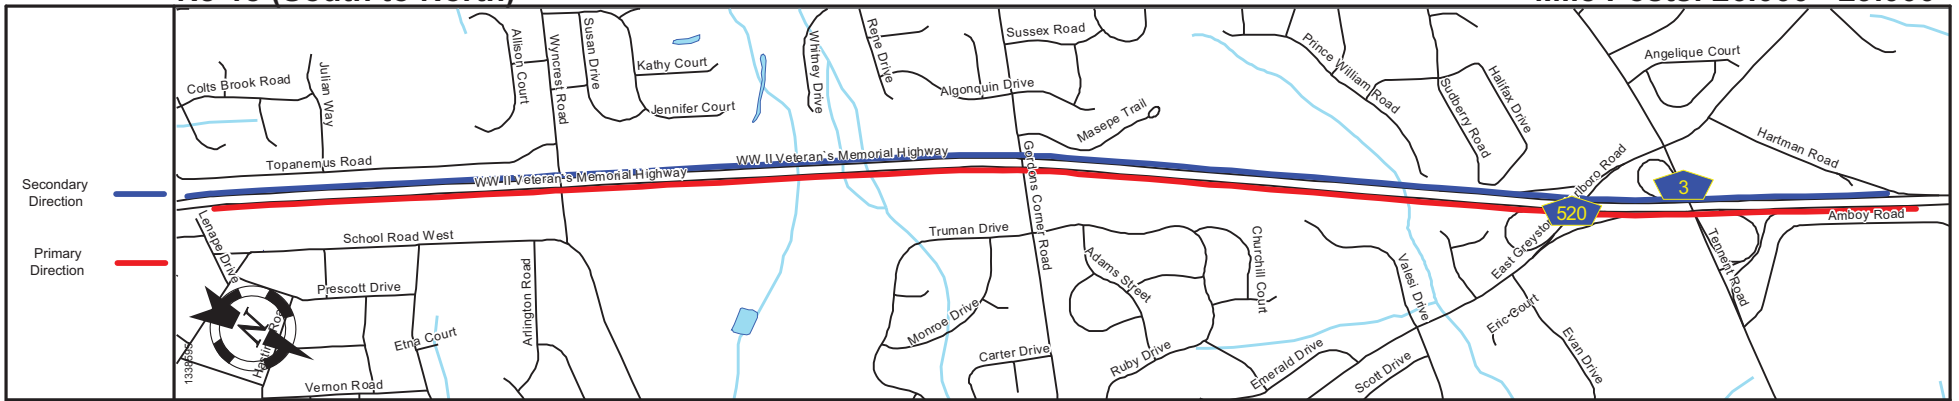 Secondary
Direction
Primary
Direction
Colts Brook Road
Julian Way
Topanemus Road
Allison Court
Wyncrest Road
Susan Drive
Kathy Court
Jennifer Court
Whitney Drive
Rene Drive
Sussex Road
Algonquin Drive
Masepe Trail
Prince William Road
Sudberry Road
Halifax Drive
Angelique Court
Hartman Road
WW II Veteran's Memorial Highway
WW II Veteran's Memorial Highway
Gordons Corner Road
3
520
Amboy Road
Lenape Drive
School Road West
Prescott Drive
Arlington Road
Etna Court
Vernon Road
N
1338595
Truman Drive
Monroe Drive
Carter Drive
Adams Street
Churchill Court
Ruby Drive
Emerald Drive
Scott Drive
Valesi Drive
Eric Court
Evan Drive
Tennent Road